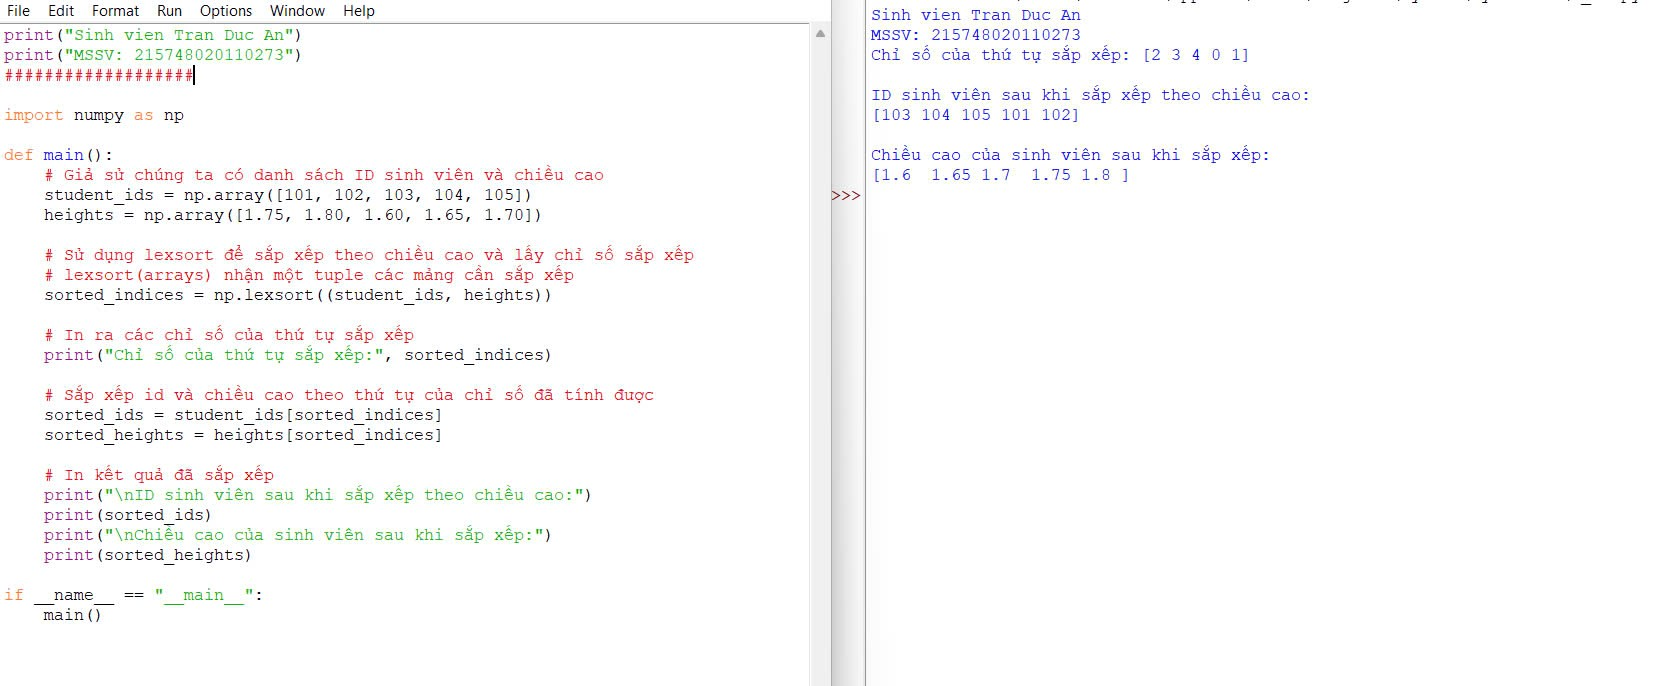 File Edit Format Run Options Window Help
print("Sinh vien Tran Duc An")
print("MSSV: 215748020110273")
###################
import numpy as np
def main():
    # Giả sử chúng ta có danh sách ID sinh viên và chiều cao
    student_ids = np.array([101, 102, 103, 104, 105])
    heights = np.array([1.75, 1.80, 1.60, 1.65, 1.70])
    # Sử dụng lexsort để sắp xếp theo chiều cao và lấy chỉ số sắp xếp
    # lexsort(arrays) nhận một tuple các mảng cần sắp xếp
    sorted_indices = np.lexsort((student_ids, heights))
    # In ra các chỉ số của thứ tự sắp xếp
    print("Chỉ số của thứ tự sắp xếp:", sorted_indices)
    # Sắp xếp id và chiều cao theo thứ tự của chỉ số đã tính được
    sorted_ids = student_ids[sorted_indices]
    sorted_heights = heights[sorted_indices]
    # In kết quả đã sắp xếp
    print("\nID sinh viên sau khi sắp xếp theo chiều cao:")
    print(sorted_ids)
    print("\nChiều cao của sinh viên sau khi sắp xếp:")
    print(sorted_heights)
if __name__ == "__main__":
    main()
Sinh vien Tran Duc An
MSSV: 215748020110273
Chỉ số của thứ tự sắp xếp: [2 3 4 0 1]
ID sinh viên sau khi sắp xếp theo chiều cao:
[103 104 105 101 102]
Chiều cao của sinh viên sau khi sắp xếp:
[1.6  1.65 1.7  1.75 1.8 ]
>>>